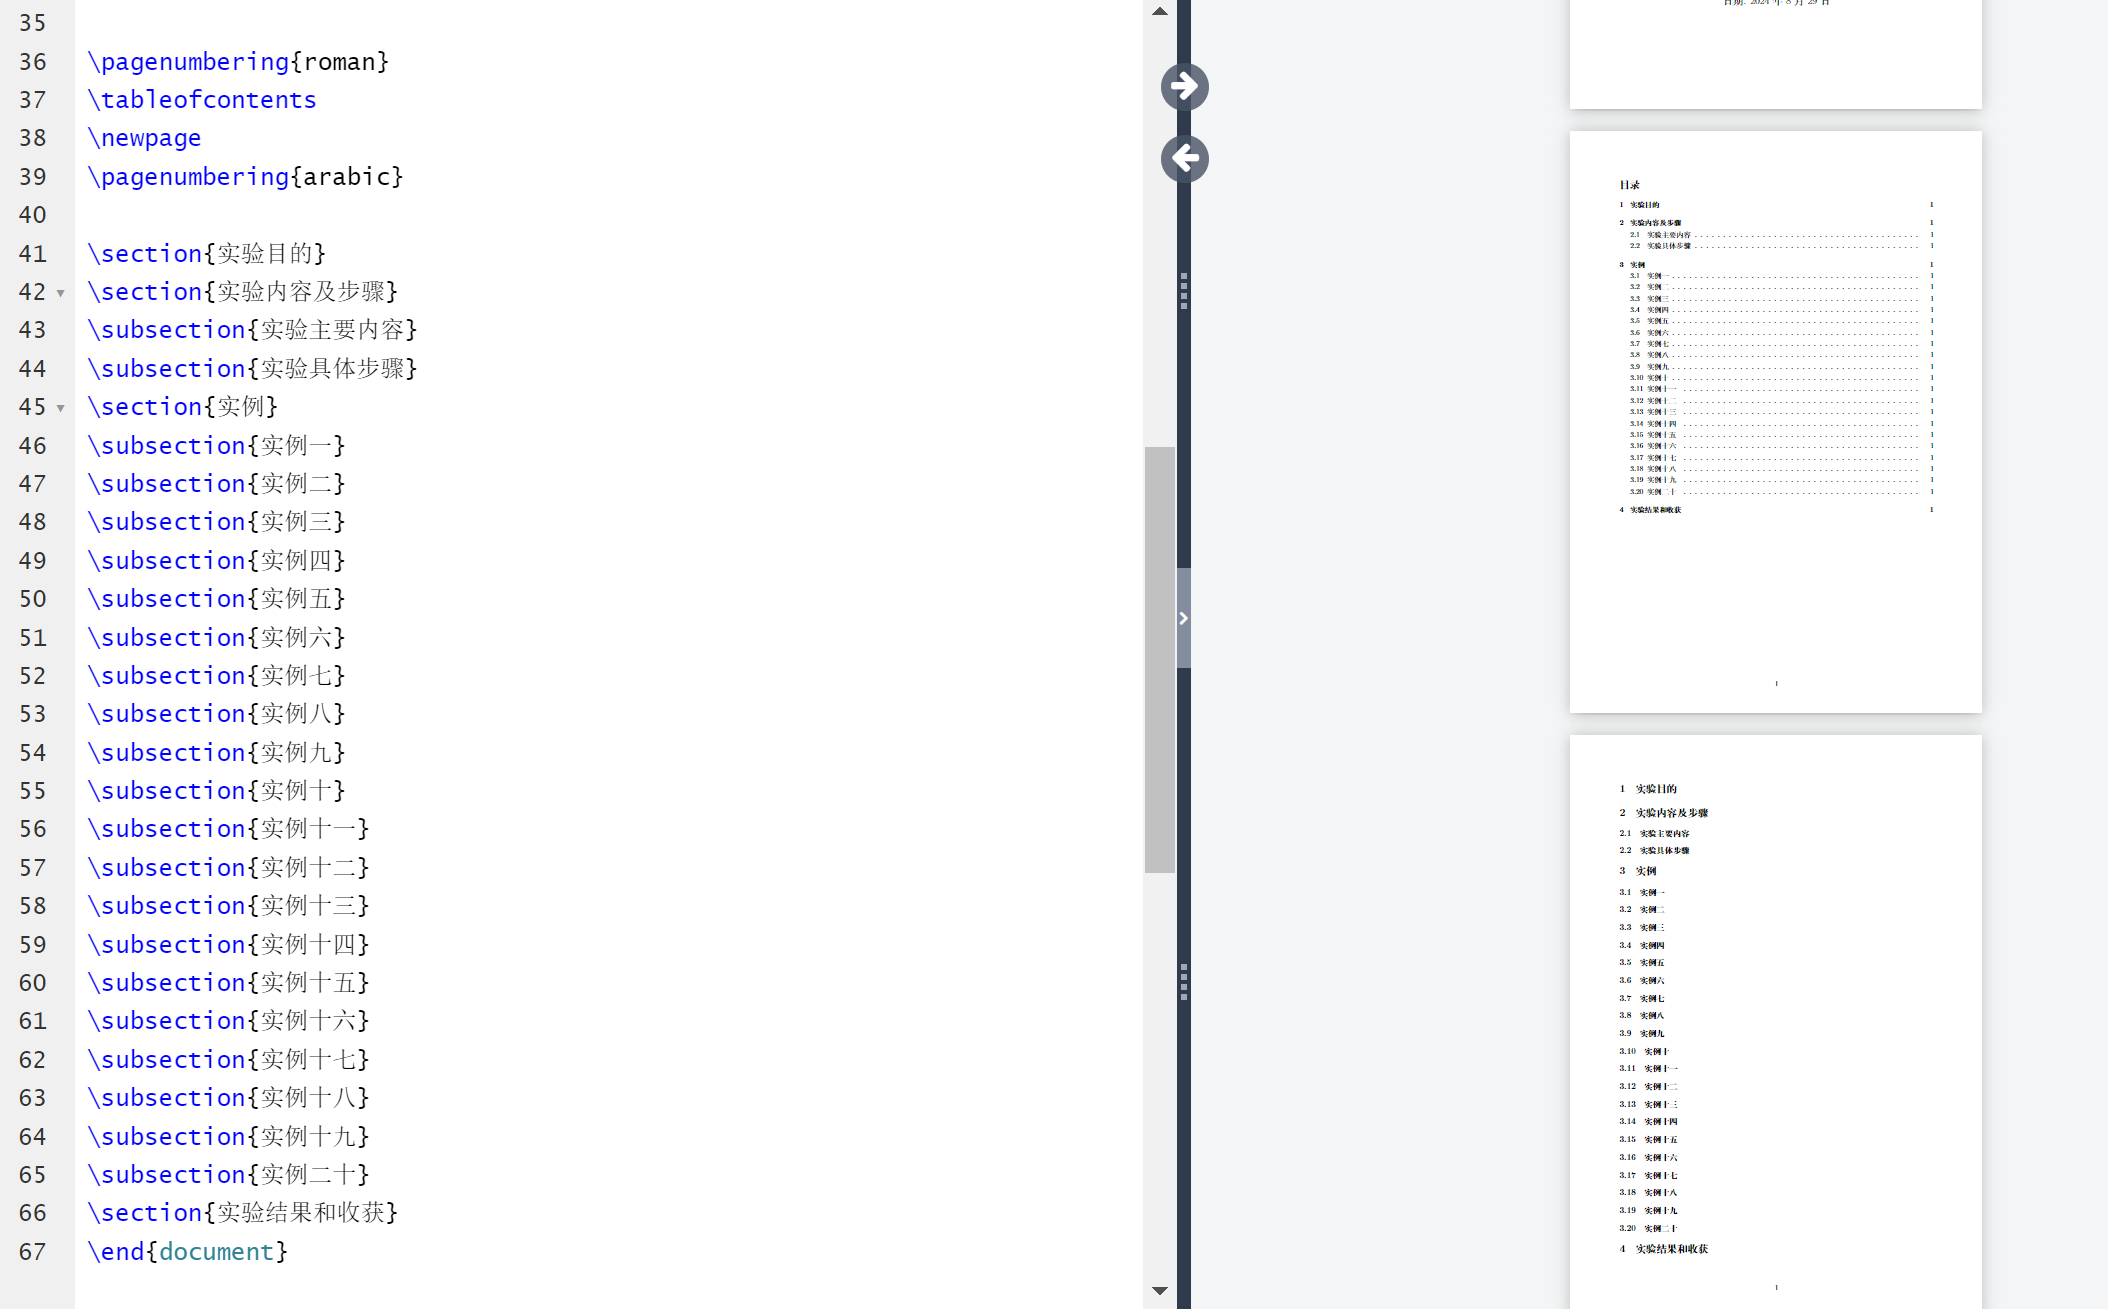 35
36 \pagenumbering{roman}
37 \tableofcontents
38 \newpage
39 \pagenumbering{arabic}
40
41 \section{实验目的}
42 \section{实验内容及步骤}
43 \subsection{实验主要内容}
44 \subsection{实验具体步骤}
45 \section{实例}
46 \subsection{实例一}
47 \subsection{实例二}
48 \subsection{实例三}
49 \subsection{实例四}
50 \subsection{实例五}
51 \subsection{实例六}
52 \subsection{实例七}
53 \subsection{实例八}
54 \subsection{实例九}
55 \subsection{实例十}
56 \subsection{实例十一}
57 \subsection{实例十二}
58 \subsection{实例十三}
59 \subsection{实例十四}
60 \subsection{实例十五}
61 \subsection{实例十六}
62 \subsection{实例十七}
63 \subsection{实例十八}
64 \subsection{实例十九}
65 \subsection{实例二十}
66 \section{实验结果和收获}
67 \end{document}
日期: 2024 年 8 月 29 日
目录
1 实验目的 1
2 实验内容及步骤 1
2.1 实验主要内容 1
2.2 实验具体步骤 1
3 实例 1
3.1 实例一 1
3.2 实例二 1
3.3 实例三 1
3.4 实例四 1
3.5 实例五 1
3.6 实例六 1
3.7 实例七 1
3.8 实例八 1
3.9 实例九 1
3.10 实例十 1
3.11 实例十一 1
3.12 实例十二 1
3.13 实例十三 1
3.14 实例十四 1
3.15 实例十五 1
3.16 实例十六 1
3.17 实例十七 1
3.18 实例十八 1
3.19 实例十九 1
3.20 实例二十 1
4 实验结果和收获 1
1 实验目的
2 实验内容及步骤
2.1 实验主要内容
2.2 实验具体步骤
3 实例
3.1 实例一
3.2 实例二
3.3 实例三
3.4 实例四
3.5 实例五
3.6 实例六
3.7 实例七
3.8 实例八
3.9 实例九
3.10 实例十
3.11 实例十一
3.12 实例十二
3.13 实例十三
3.14 实例十四
3.15 实例十五
3.16 实例十六
3.17 实例十七
3.18 实例十八
3.19 实例十九
3.20 实例二十
4 实验结果和收获
1